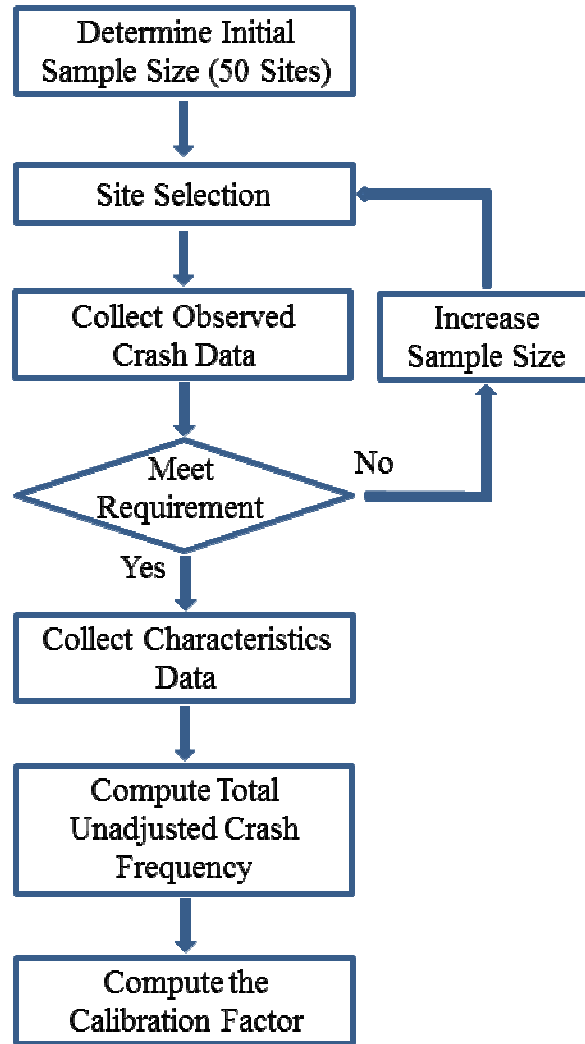 Determine Initial
Sample Size (50 Sites)
Site Selection
Collect Observed
Crash Data
Increase
Sample Size
Meet
Requirement
No
Yes
Collect Characteristics
Data
Compute Total
Unadjusted Crash
Frequency
Compute the
Calibration Factor